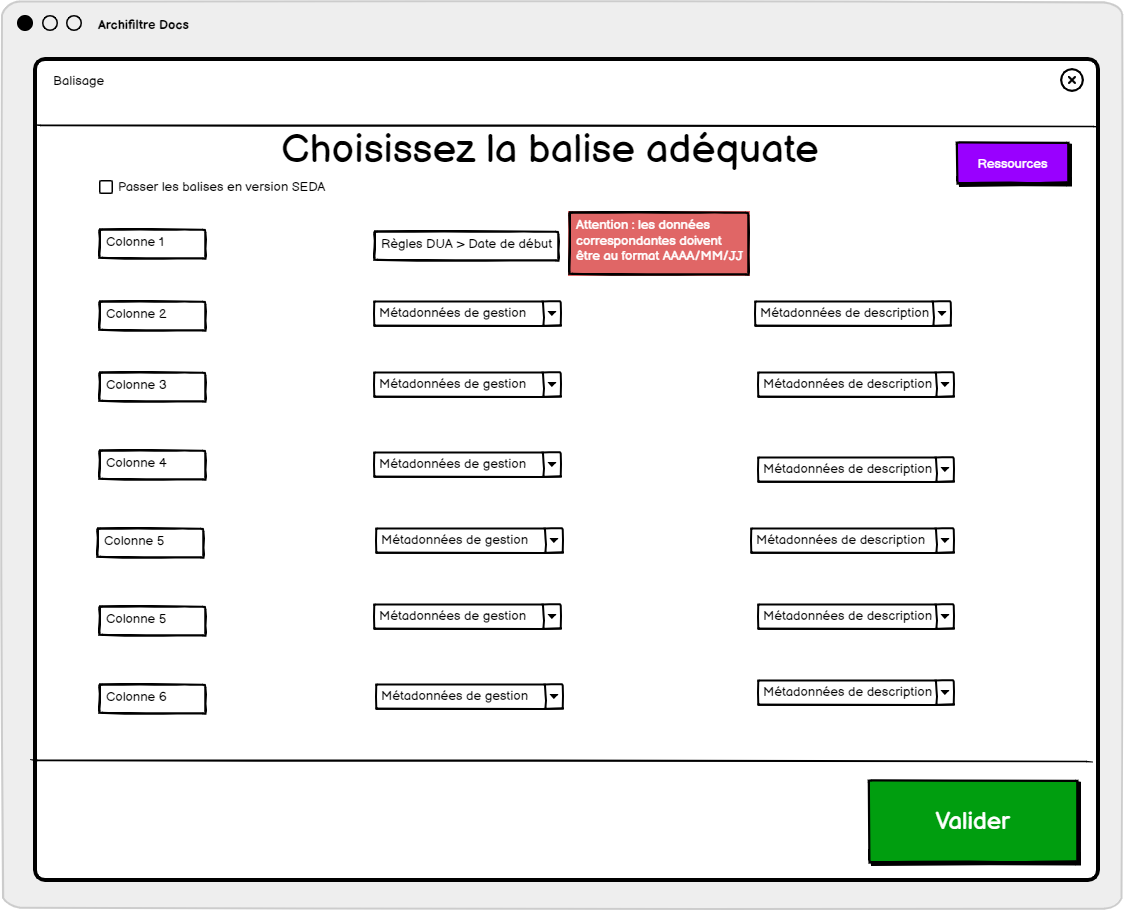 Archifiltre Docs
Balisage
Choisissez la balise adéquate
Ressources
Passer les balises en version SEDA
Colonne 1
Règles DUA > Date de début
Attention : les données
correspondantes doivent
être au format AAAA/MM/JJ
Colonne 2
Métadonnées de gestion
Métadonnées de description
Colonne 3
Métadonnées de gestion
Métadonnées de description
Colonne 4
Métadonnées de gestion
Métadonnées de description
Colonne 5
Métadonnées de gestion
Métadonnées de description
Colonne 5
Métadonnées de gestion
Métadonnées de description
Colonne 6
Métadonnées de gestion
Métadonnées de description
Valider